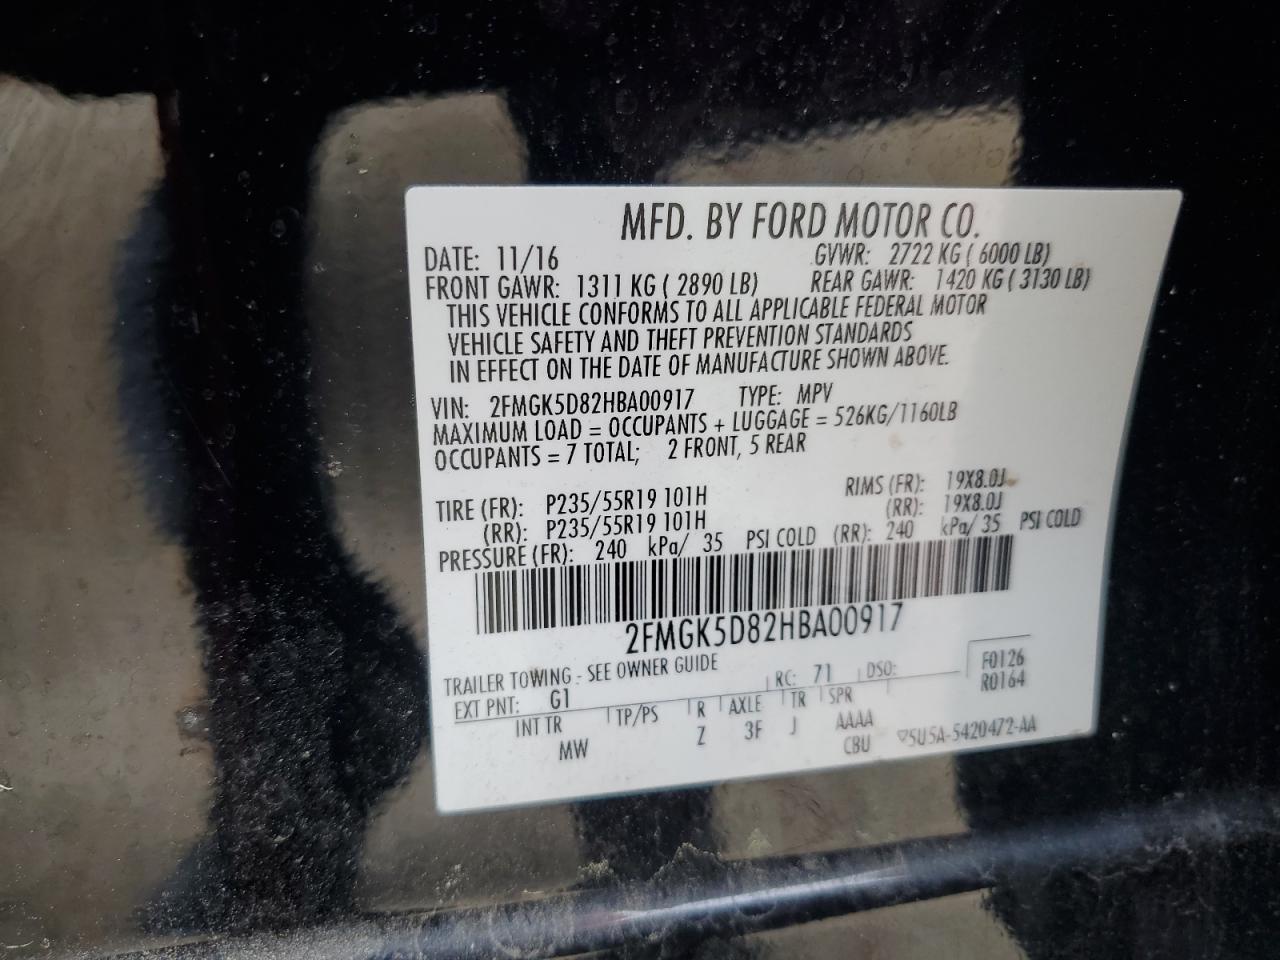 MFD. BY FORD MOTOR CO.
DATE: 11/16 GVWR: 2722 KG ( 6000 LB)
FRONT GAWR: 1311 KG ( 2890 LB) REAR GAWR: 1420 KG ( 3130 LB)
THIS VEHICLE CONFORMS TO ALL APPLICABLE FEDERAL MOTOR
VEHICLE SAFETY AND THEFT PREVENTION STANDARDS
IN EFFECT ON THE DATE OF MANUFACTURE SHOWN ABOVE.
VIN: 2FMGK5D82HBA00917 TYPE: MPV
MAXIMUM LOAD = OCCUPANTS + LUGGAGE = 526KG/1160LB
OCCUPANTS = 7 TOTAL; 2 FRONT, 5 REAR
TIRE (FR): P235/55R19 101H RIMS (FR): 19X8.0J
(RR): P235/55R19 101H (RR): 19X8.0J
PRESSURE (FR): 240 kPa/ 35 PSI COLD (RR): 240 kPa/ 35 PSI COLD
2FMGK5D82HBA00917
TRAILER TOWING - SEE OWNER GUIDE
EXT PNT: G1 RC: 71 DSO: F0126
R0164
INT TR TP/PS R AXLE TR SPR
MW Z 3F J AAAA
CBU ▽5U5A-5420472-AA